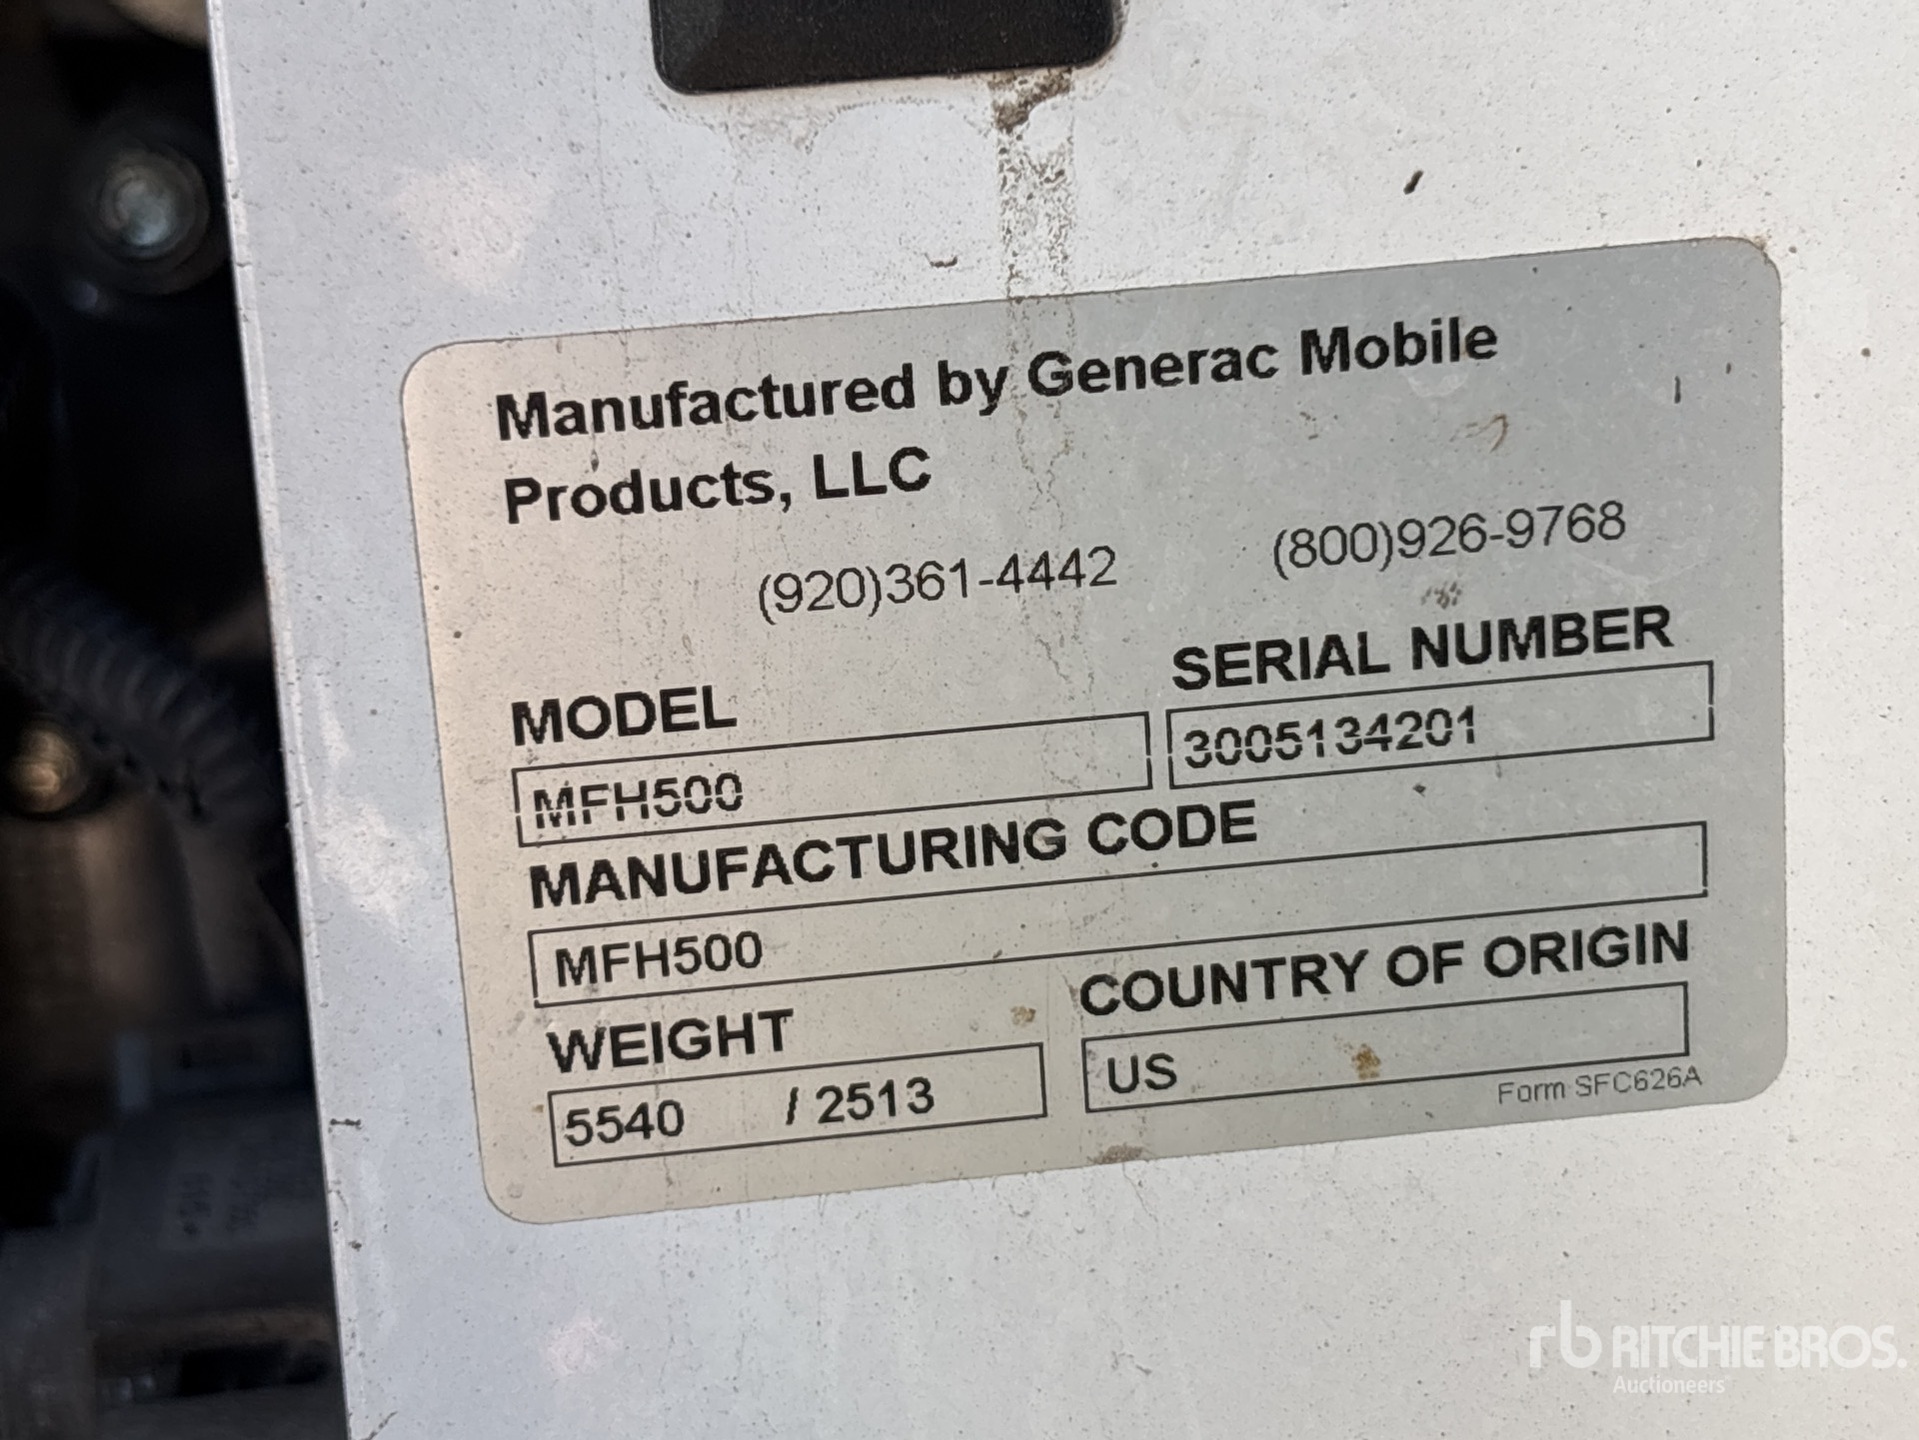 Manufactured by Generac Mobile
Products, LLC
(920)361-4442 (800)926-9768
MODEL SERIAL NUMBER
MFH500 3005134201
MANUFACTURING CODE
MFH500
WEIGHT COUNTRY OF ORIGIN
5540 / 2513 US
Form SFC626A
rb RITCHIE BROS.
Auctioneers